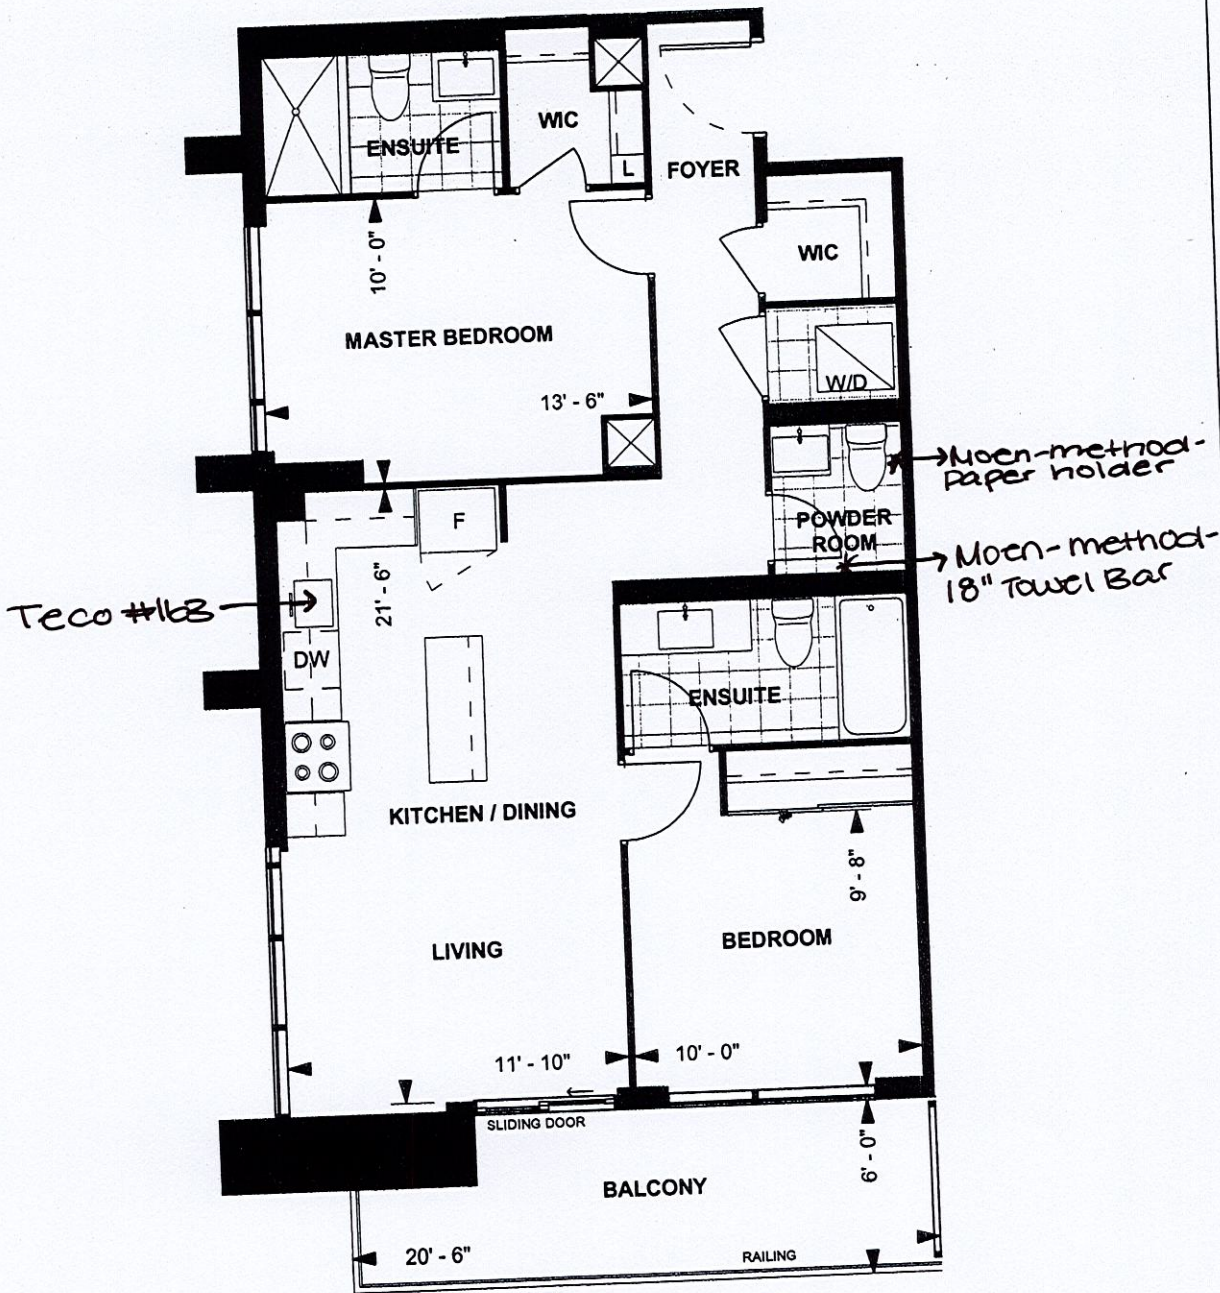 WIC
ENSUITE
L
FOYER
10' - 0"
WIC
MASTER BEDROOM
W/D
13' - 6"
Moen-method-
paper holder
F
POWDER
ROOM
Moen-method-
18" Towel Bar
21' - 6"
Teco #168
DW
ENSUITE
KITCHEN / DINING
9' - 8"
LIVING
BEDROOM
11' - 10"
10' - 0"
SLIDING DOOR
6' - 0"
BALCONY
20' - 6"
RAILING